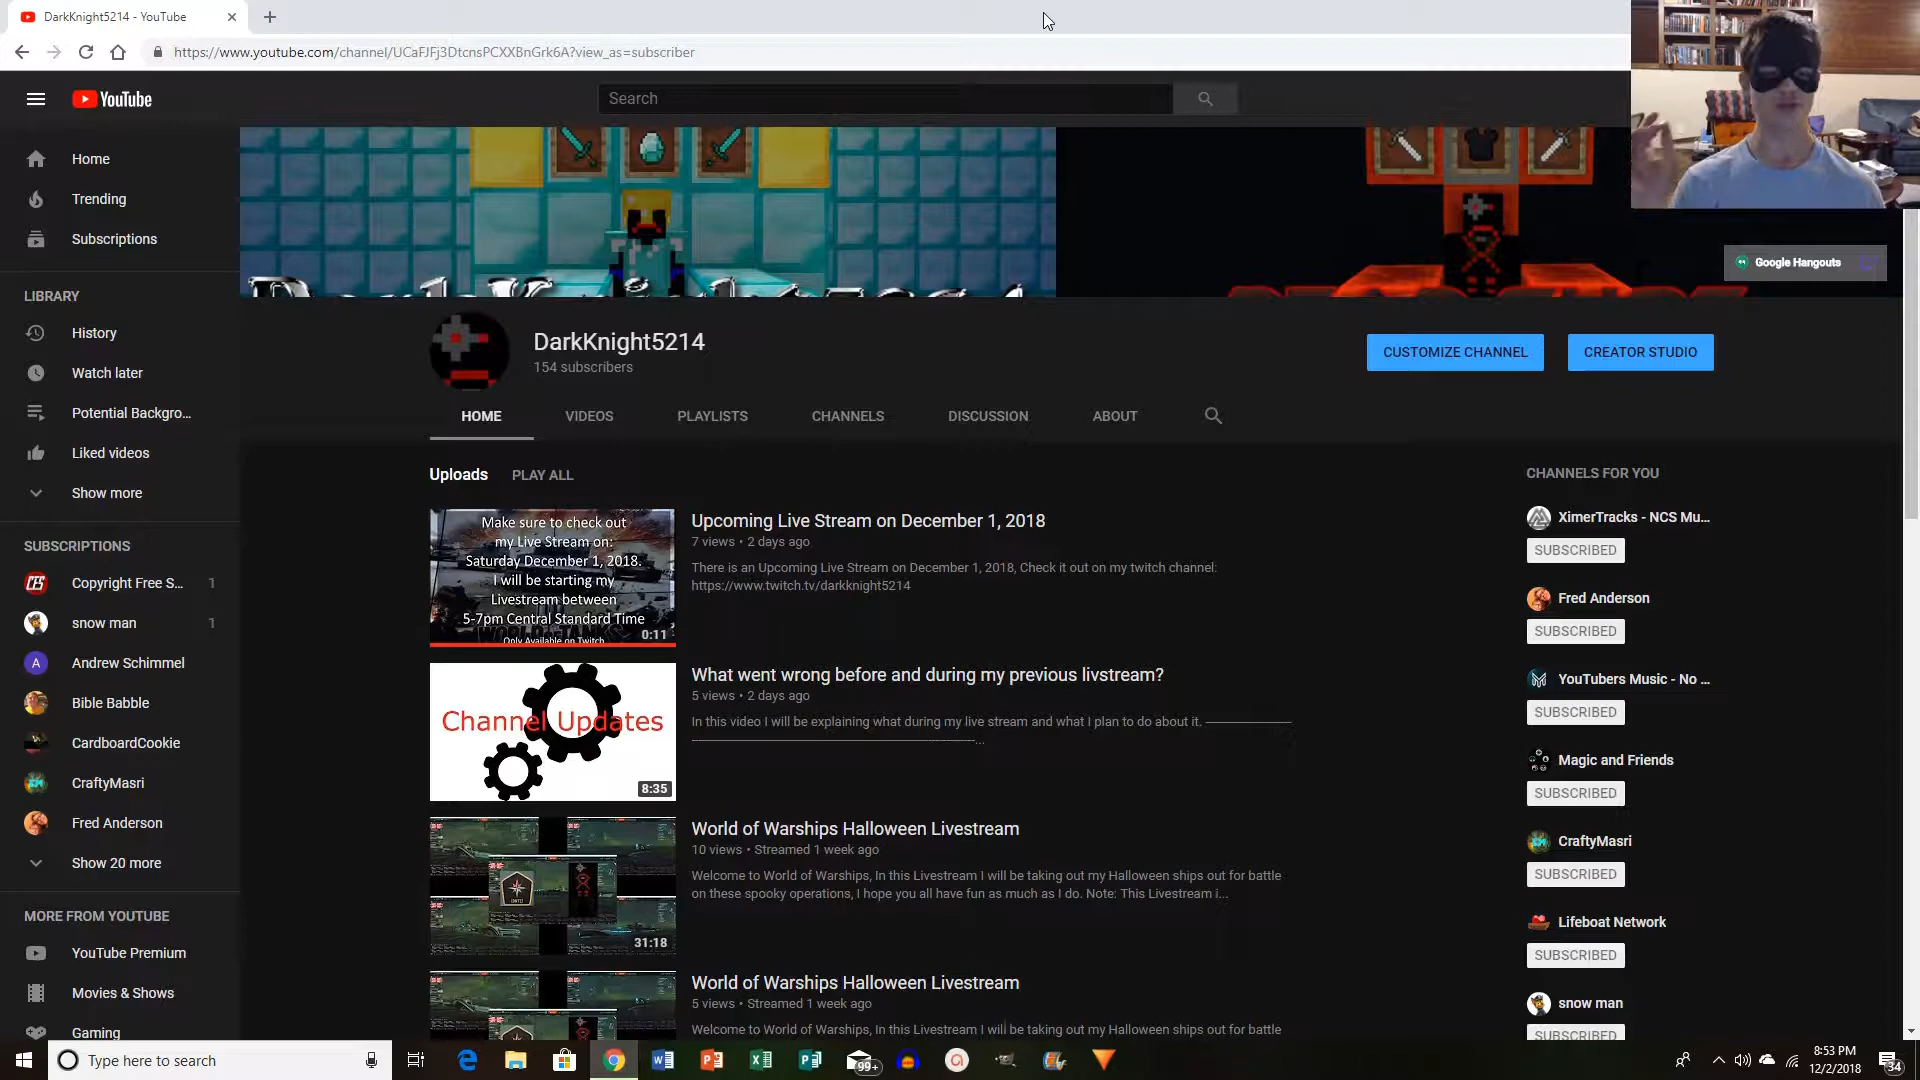 DarkKnight5214 - YouTube
https://www.youtube.com/channel/UCaFJFj3DtcnsPCXXBnGrk6A?view_as=subscriber
YouTube
Search
Home
Trending
Subscriptions
LIBRARY
History
Watch later
Potential Backgro...
Liked videos
Show more
SUBSCRIPTIONS
Copyright Free S... 1
snow man 1
Andrew Schimmel
A
Bible Babble
CardboardCookie
CraftyMasri
Fred Anderson
Show 20 more
MORE FROM YOUTUBE
YouTube Premium
Movies & Shows
Gaming
Google Hangouts
DarkKnight5214
154 subscribers
CUSTOMIZE CHANNEL
CREATOR STUDIO
HOME
VIDEOS
PLAYLISTS
CHANNELS
DISCUSSION
ABOUT
Uploads
PLAY ALL
Make sure to check out
my Live Stream on:
Saturday December 1, 2018.
I will be starting my
Livestream between
5-7pm Central Standard Time
Only Available on Twitch
0:11
Upcoming Live Stream on December 1, 2018
7 views • 2 days ago
There is an Upcoming Live Stream on December 1, 2018, Check it out on my twitch channel:
https://www.twitch.tv/darkknight5214
Channel Updates
8:35
What went wrong before and during my previous livstream?
5 views • 2 days ago
In this video I will be explaining what during my live stream and what I plan to do about it. ————————
——————————————————————————...
31:18
World of Warships Halloween Livestream
10 views • Streamed 1 week ago
Welcome to World of Warships, In this Livestream I will be taking out my Halloween ships out for battle
on these spooky operations, I hope you all have fun as much as I do. Note: This Livestream i...
World of Warships Halloween Livestream
5 views • Streamed 1 week ago
Welcome to World of Warships, In this Livestream I will be taking out my Halloween ships out for battle
CHANNELS FOR YOU
XimerTracks - NCS Mu...
SUBSCRIBED
Fred Anderson
SUBSCRIBED
YouTubers Music - No ...
SUBSCRIBED
Magic and Friends
SUBSCRIBED
CraftyMasri
SUBSCRIBED
Lifeboat Network
SUBSCRIBED
snow man
SUBSCRIBED
Type here to search
99+
8:53 PM
12/2/2018
34